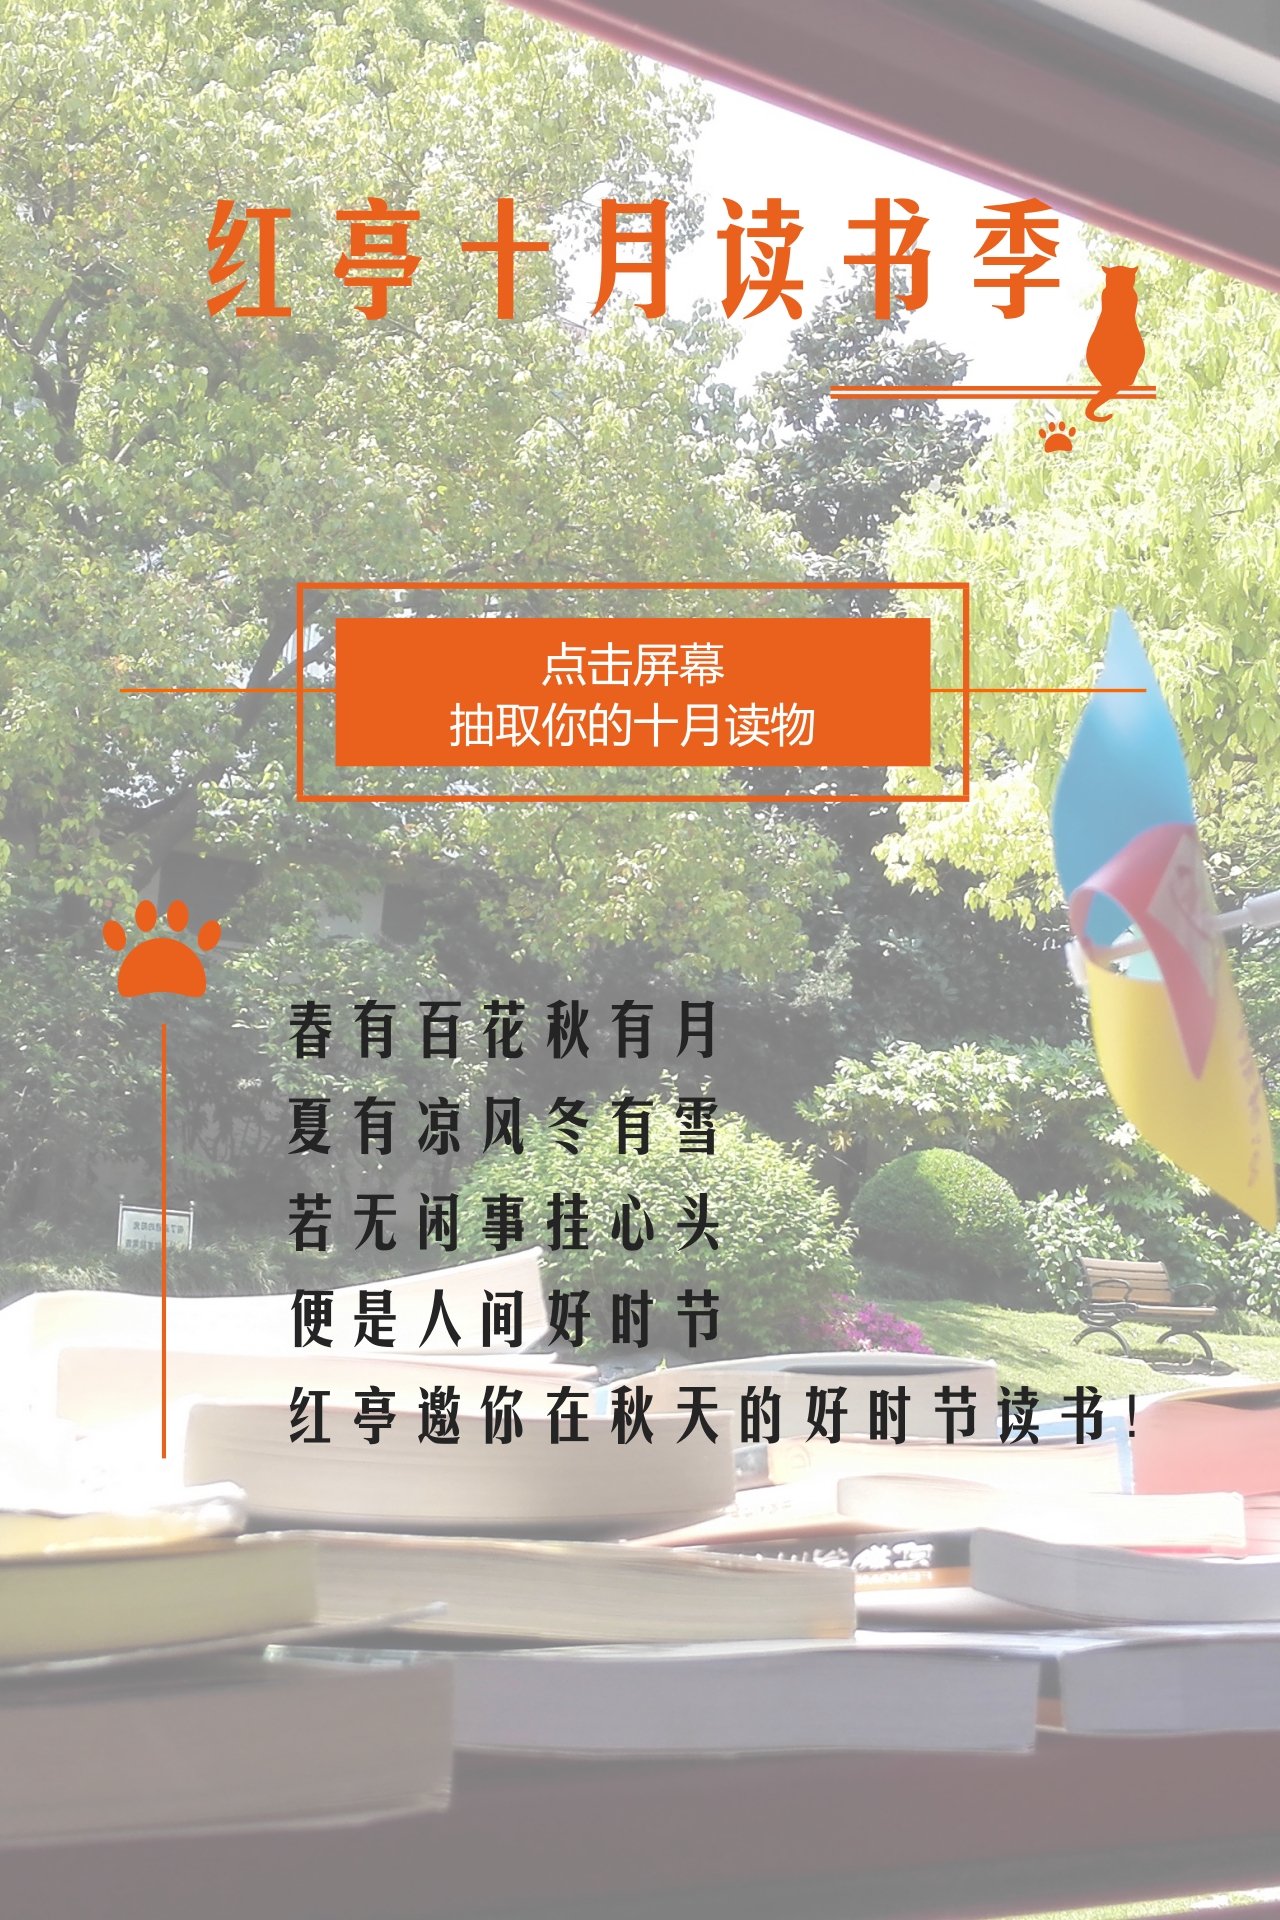 红亭十月读书季
点击屏幕
抽取你的十月读物
春有百花秋有月
夏有凉风冬有雪
若无闲事挂心头
便是人间好时节
红亭邀你在秋天的好时节读书！